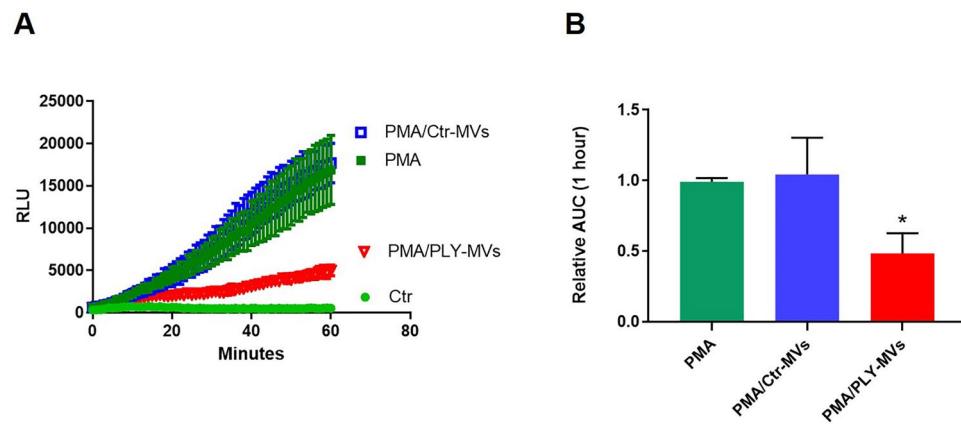 A
25000
20000
15000
10000
5000
0
RLU
0
20
40
60
80
Minutes
PMA/Ctr-MVs
PMA
PMA/PLY-MVs
Ctr
B
1.5
1.0
0.5
0.0
Relative AUC (1 hour)
*
PMA
PMA/Ctr-MVs
PMA/PLY-MVs